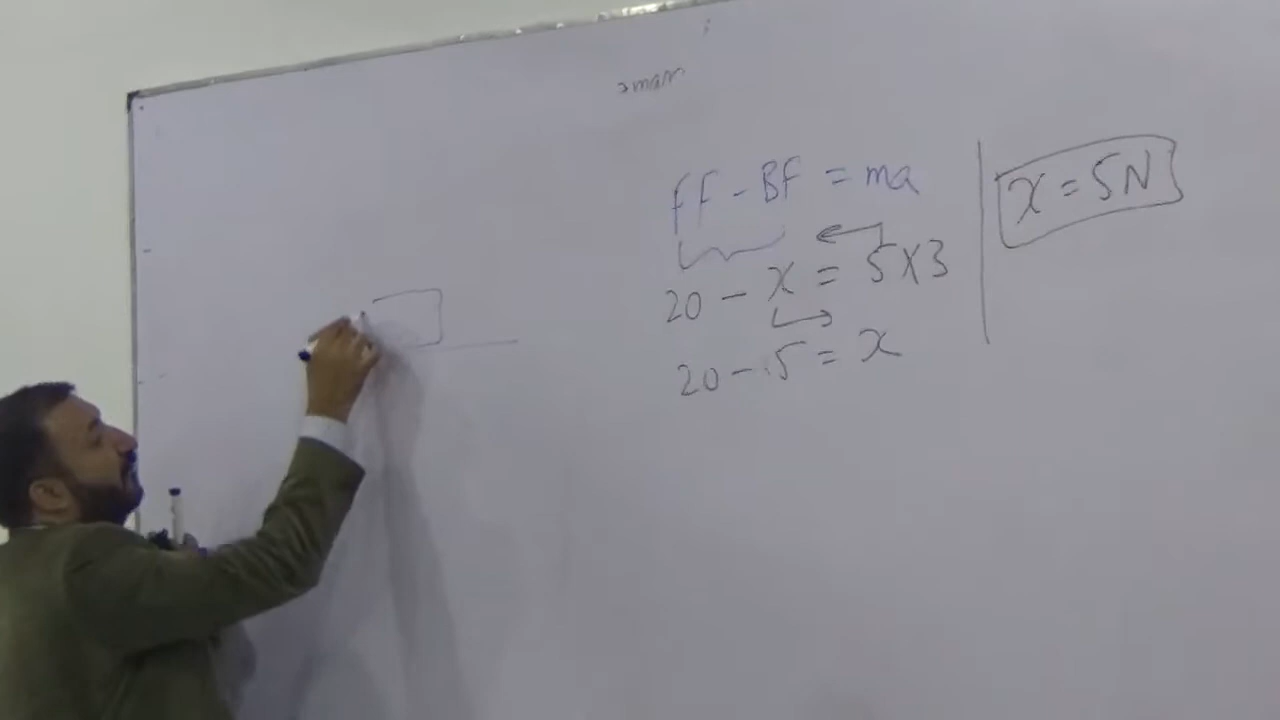 FF - BF = ma
20 - x = 5X3
20 - 15 = x
x = 5N